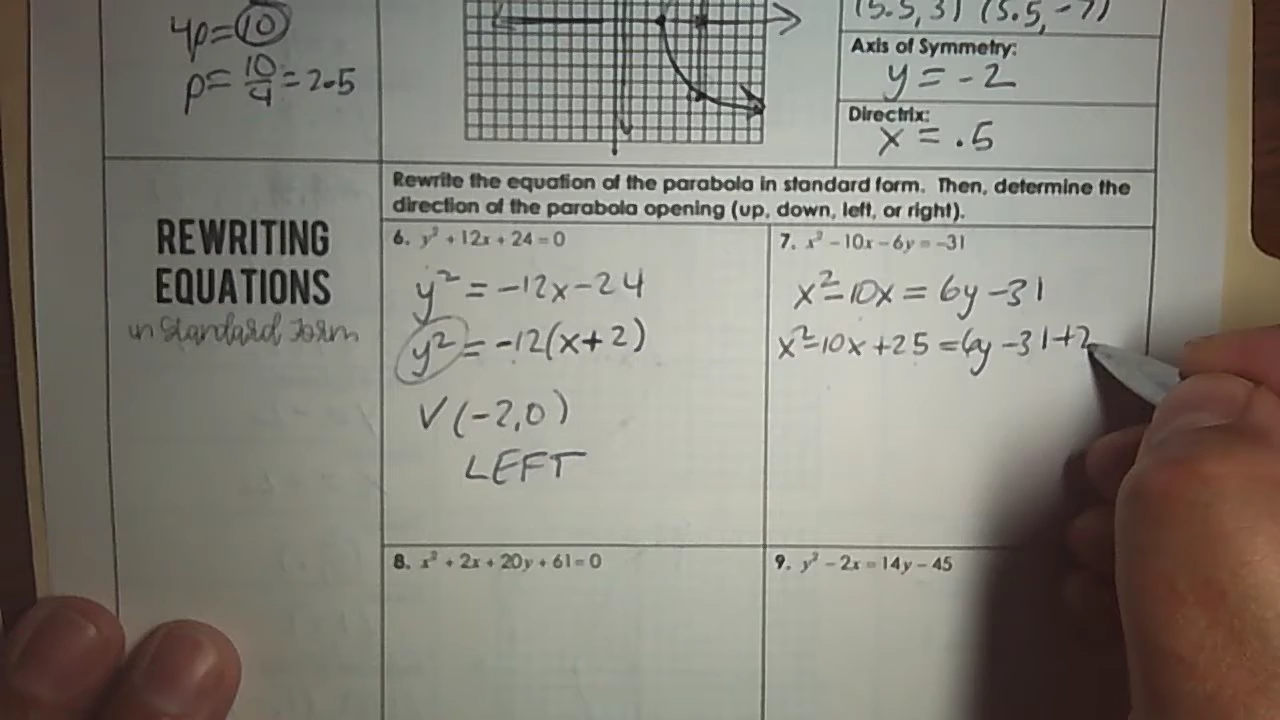 4p = 10
p = 10/4 = 2.5
(5.5, 3) (5.5, -7)
Axis of Symmetry:
y = -2
Directrix:
x = .5
REWRITING
EQUATIONS
in Standard Form
Rewrite the equation of the parabola in standard form. Then, determine the
direction of the parabola opening (up, down, left, or right).
6. y² + 12x + 24 = 0
y² = -12x - 24
y² = -12(x + 2)
V(-2, 0)
LEFT
7. x² - 10x - 6y = -31
x² - 10x = 6y - 31
x² - 10x + 25 = 6y - 31 + 2
8. x² + 2x + 20y + 61 = 0
9. y² - 2x = 14y - 45